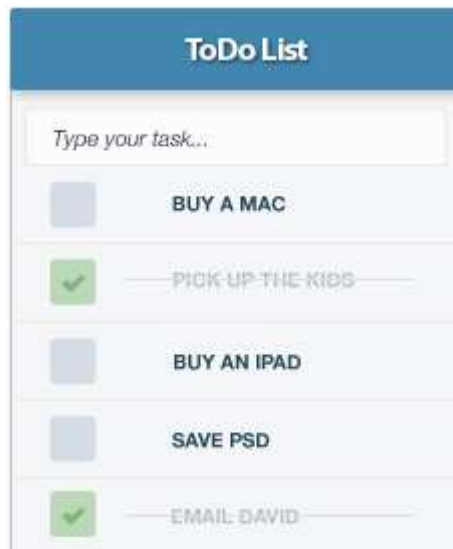 ToDo List
Type your task...
BUY A MAC
PICK UP THE KIDS
BUY AN IPAD
SAVE PSD
EMAIL DAVID